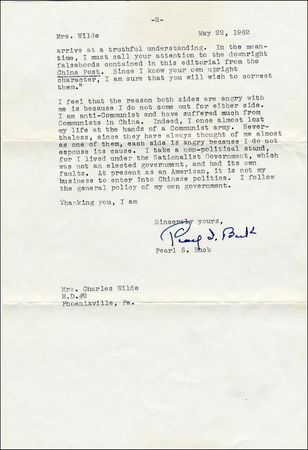 -2-
Mrs. Wilde May 22, 1962
arrive at a truthful understanding. In the mean-
time, I must call your attention to the downright
falsehoods contained in this editorial from the
China Post. Since I know your own upright
character, I am sure that you will wish to correct
them."
I feel that the reason both sides are angry with
me is because I do not come out for either side.
I am anti-Communist and have suffered much from
Communists in China. Indeed, I once almost lost
my life at the hands of a Communist army. Never-
theless, since they have always thought of me almost
as one of them, each side is angry because I do not
espouse its cause. I take a non-political stand,
for I lived under the Nationalist Government, which
was not an elected government, and had its own
faults. At present as an American, it is not my
business to enter into Chinese politics. I follow
the general policy of my own government.
Thanking you, I am
Sincerely yours,
Pearl S. Buck
Pearl S. Buck
Mrs. Charles Wilde
R.D.#2
Phoenixville, Pa.